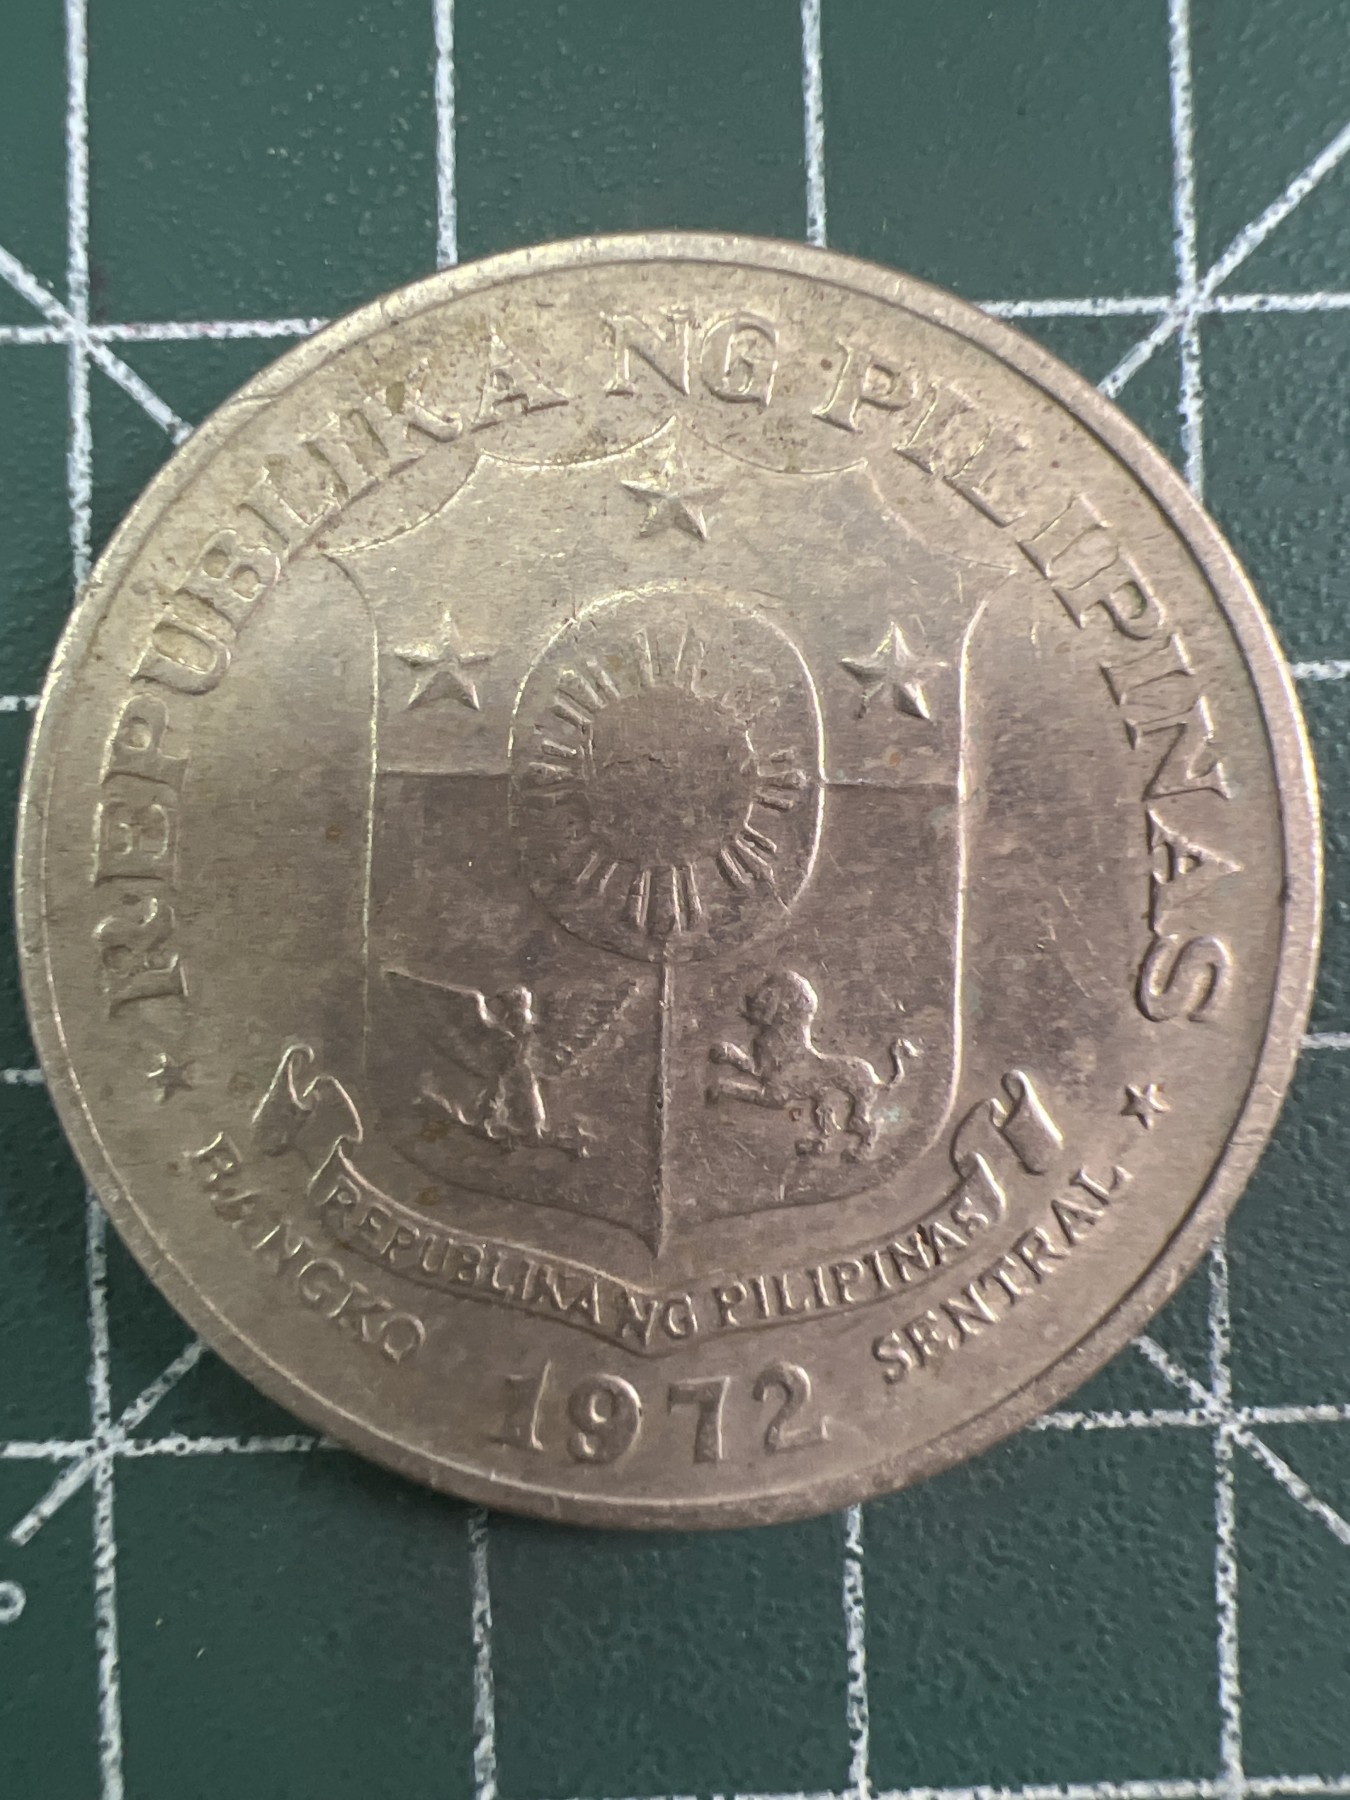 REPUBLIKA NG PILIPINAS
REPUBLIKA NG PILIPINAS
BANGKO SENTRAL
1972